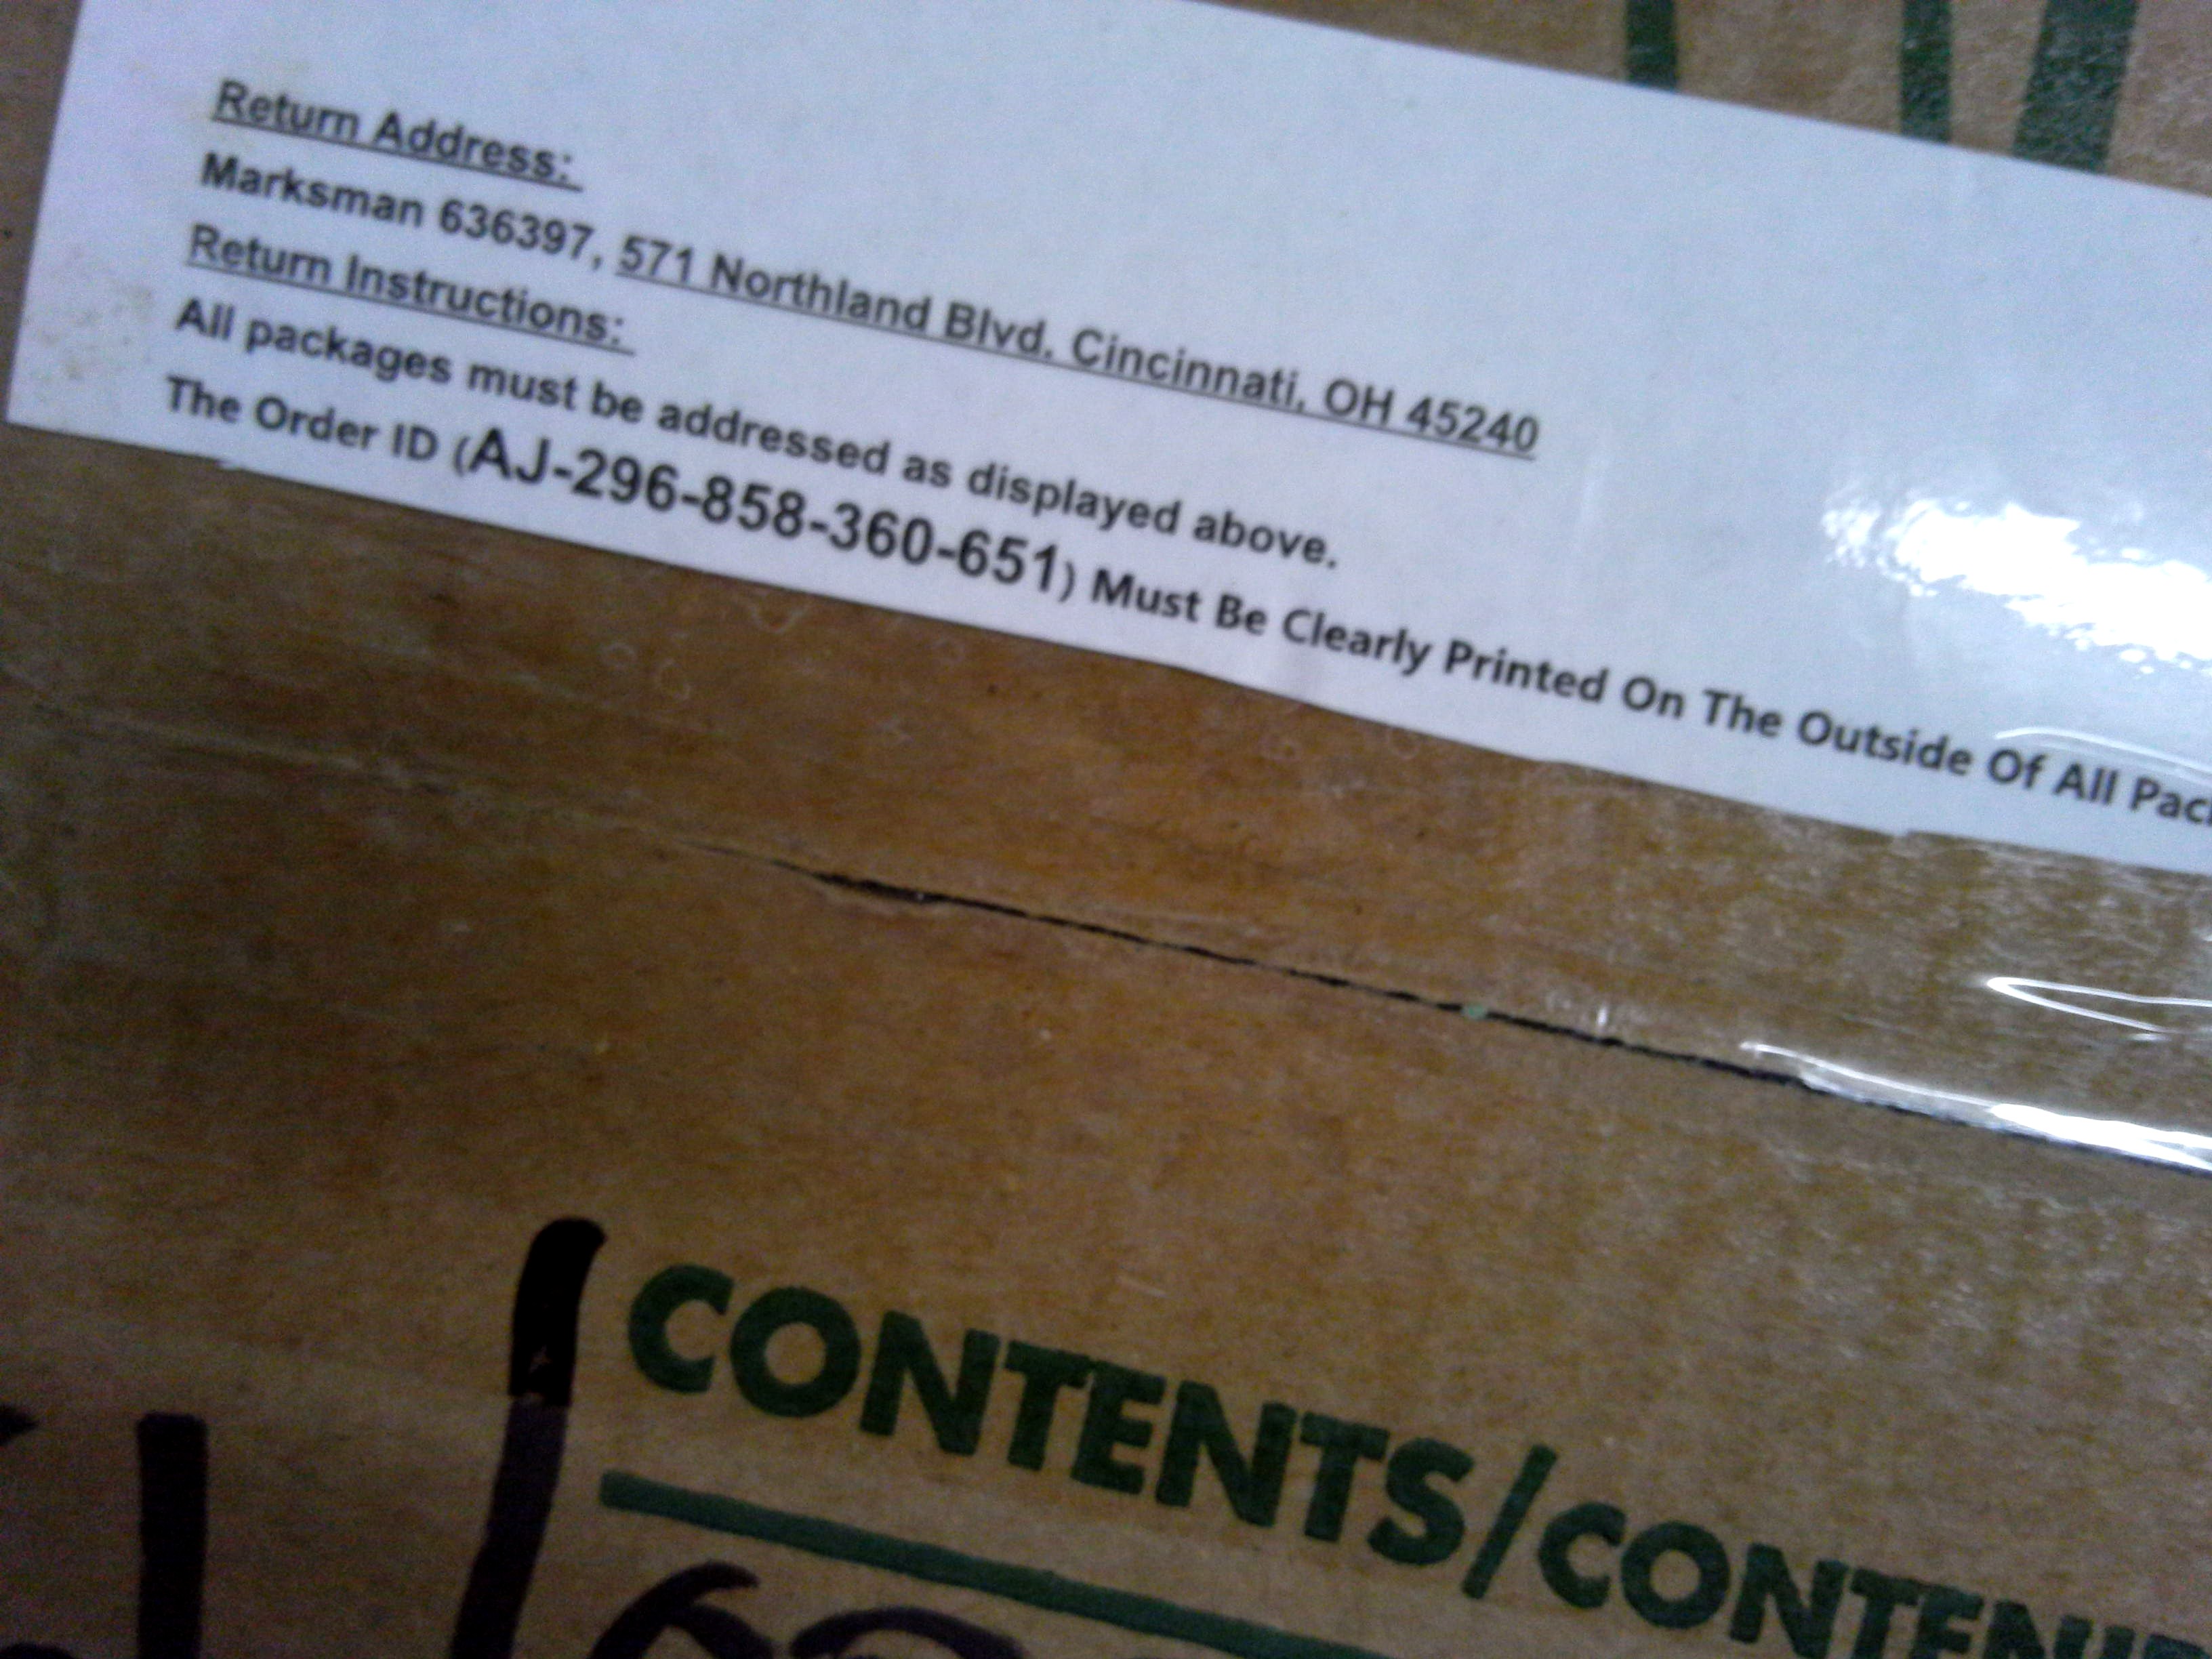 Return Address:
Marksman 636397, 571 Northland Blvd. Cincinnati, OH 45240
Return Instructions:
All packages must be addressed as displayed above.
The Order ID (AJ-296-858-360-651) Must Be Clearly Printed On The Outside Of All
CONTENTS/